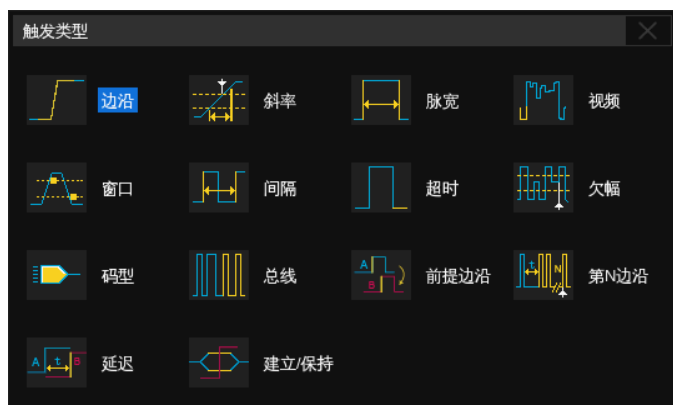 触发类型
边沿 斜率 脉宽 视频
窗口 间隔 超时 欠幅
码型 总线 A B 前提边沿 t N 第N边沿
A t B 延迟 建立/保持